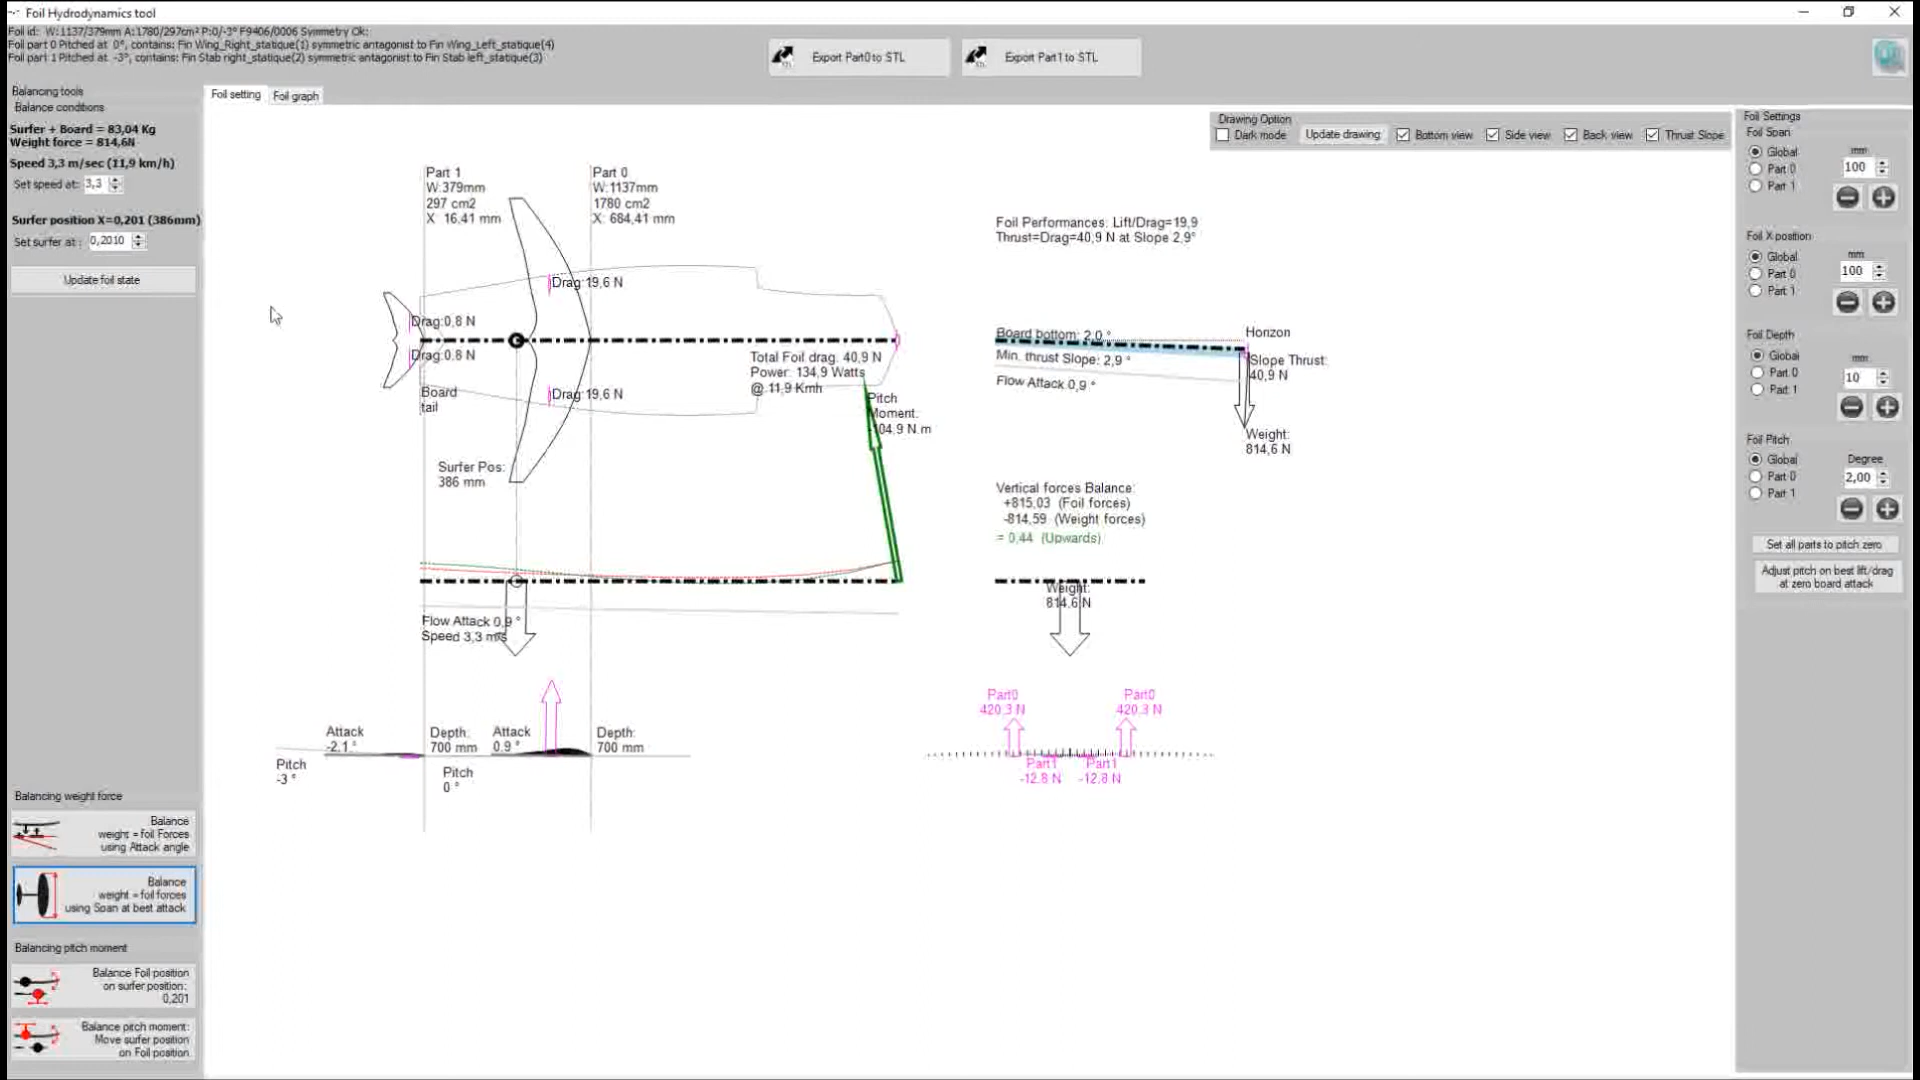 Foil Hydrodynamics tool
Foil id: W:1137/379mm A:1780/297cm² P:0/-3° F9406/0006 Symmetry Ok:
Foil part 0 Pitched at 0°, contains: Fin Wing_Right_statique(1) symmetric antagonist to Fin Wing_Left_statique(4)
Foil part 1 Pitched at -3°, contains: Fin Stab right_statique(2) symmetric antagonist to Fin Stab left_statique(3)
Export Part0 to STL
Export Part1 to STL
Balancing tools
Balance conditions
Surfer + Board = 83,04 Kg
Weight force = 814,6N
Speed 3,3 m/sec (11,9 km/h)
Set speed at: 3,3
Surfer position X=0,201 (386mm)
Set surfer at: 0,2010
Update foil state
Balancing weight force
Balance
weight = foil Forces
using Attack angle
Balance
weight = foil forces
using Span at best attack
Balancing pitch moment
Balance Foil position
on surfer position:
0,201
Balance pitch moment:
Move surfer position
on Foil position
Foil setting
Foil graph
Drawing Option
Dark mode
Update drawing
Bottom view
Side view
Back view
Thrust Slope
Part 1
W:379mm
297 cm2
X 16,41 mm
Part 0
W:1137mm
1780 cm2
X: 684,41 mm
Drag:19,6 N
Drag:0,8 N
Drag:0,8 N
Drag:19,6 N
Board
tail
Total Foil drag: 40,9 N
Power: 134,9 Watts
@ 11,9 Kmh
Pitch
Moment:
-104,9 N.m
Surfer Pos:
386 mm
Flow Attack 0,9 °
Speed 3,3 m/s
Attack
-2,1 °
Depth:
700 mm
Attack
0,9 °
Depth:
700 mm
Pitch
-3 °
Pitch
0 °
Foil Performances: Lift/Drag=19,9
Thrust=Drag=40,9 N at Slope 2,9°
Board bottom: 2,0 °
Min. thrust Slope: 2,9 °
Flow Attack 0,9 °
Horizon
Slope Thrust:
40,9 N
Weight:
814,6 N
Vertical forces Balance:
+815,03 (Foil forces)
-814,59 (Weight forces)
= 0,44 (Upwards)
Weight:
814,6 N
Part0
420,3 N
Part0
420,3 N
Part1
-12,8 N
Part1
-12,8 N
Foil Settings
Foil Span
Global
Part 0
Part 1
mm
100
Foil X position
Global
Part 0
Part 1
mm
100
Foil Depth
Global
Part 0
Part 1
mm
10
Foil Pitch
Global
Part 0
Part 1
Degree
2,00
Set all parts to pitch zero
Adjust pitch on best lift/drag
at zero board attack